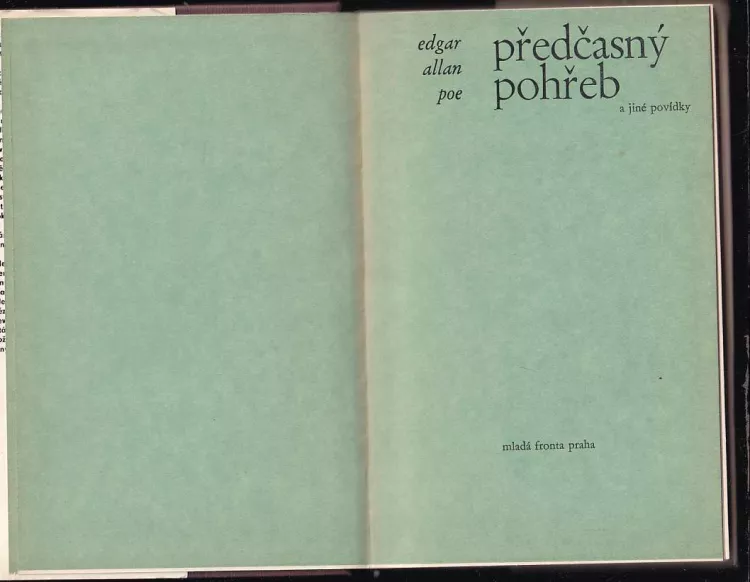 edgar
allan
poe
předčasný
pohřeb
a jiné povídky
mladá fronta praha